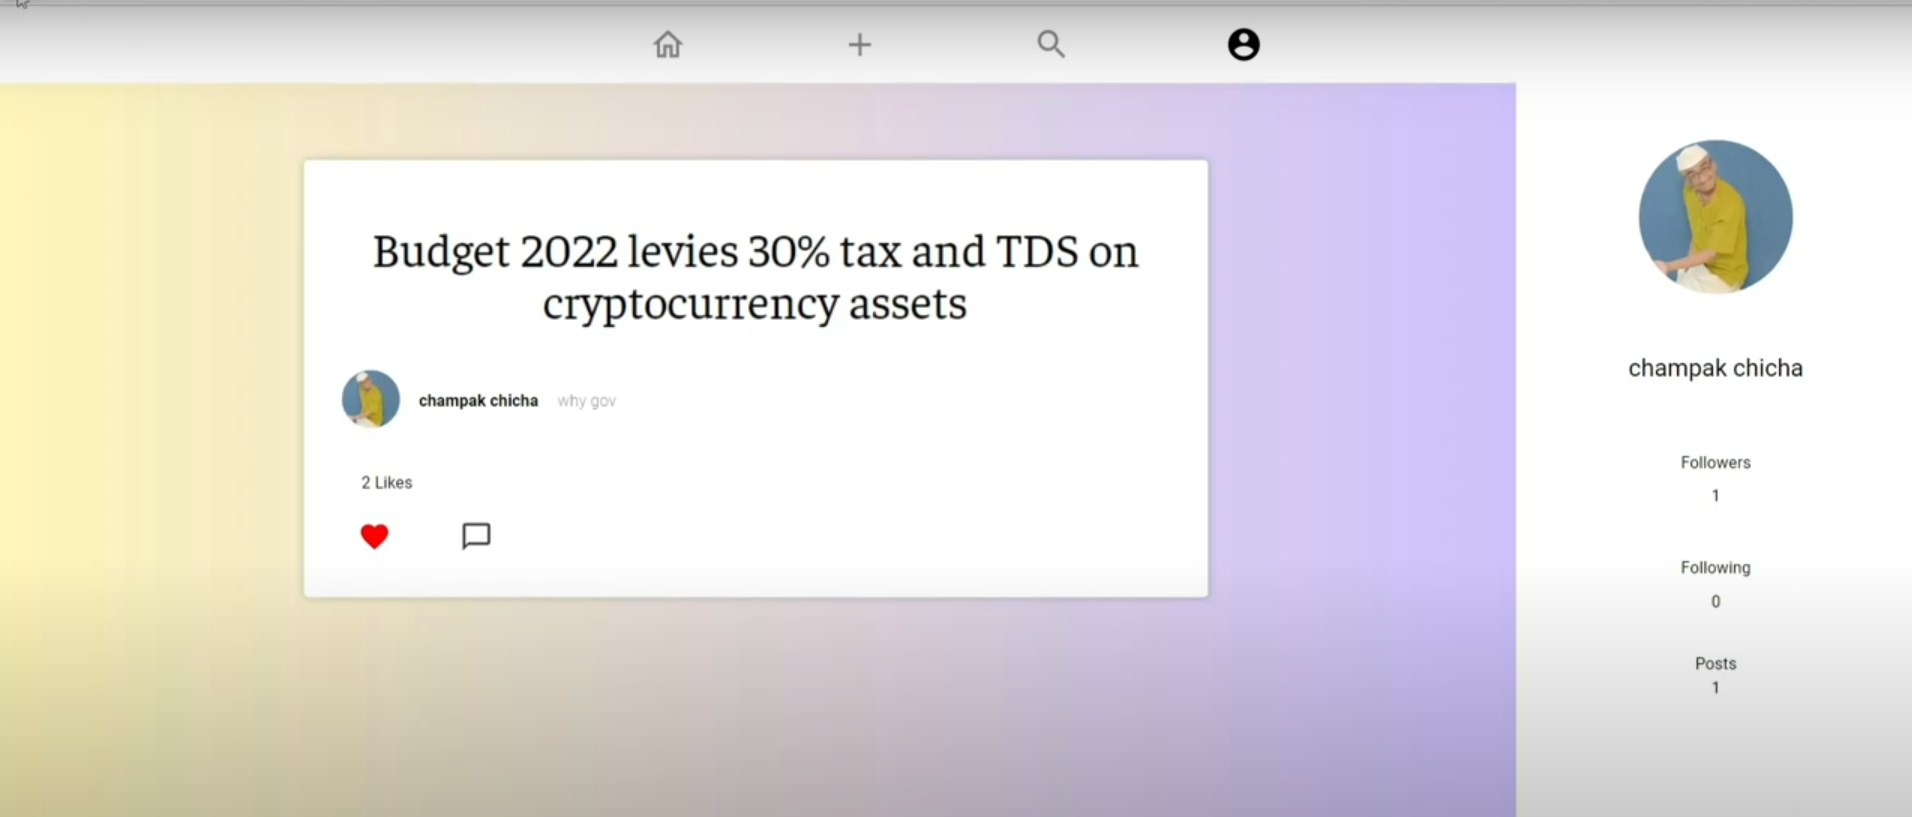 Budget 2022 levies 30% tax and TDS on
cryptocurrency assets
champak chicha why gov
2 Likes
champak chicha
Followers
1
Following
0
Posts
1